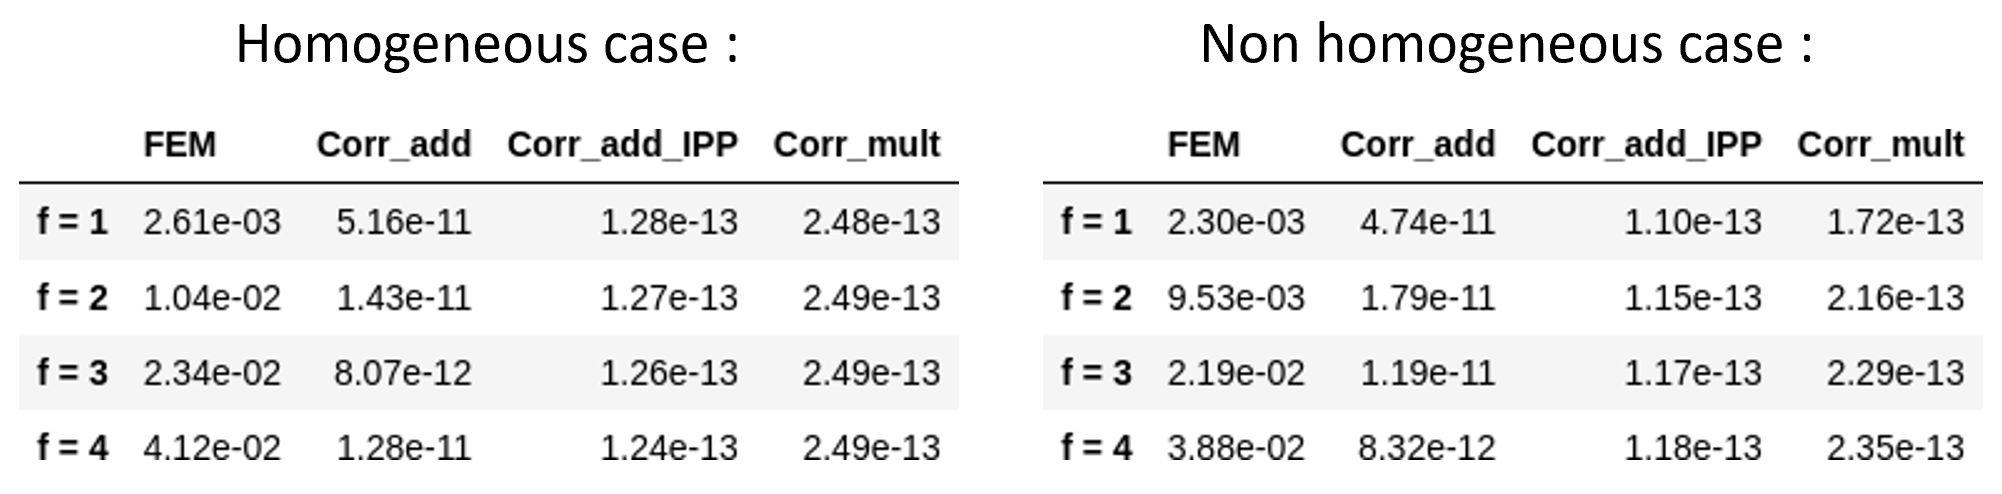 Homogeneous case :
FEM Corr_add Corr_add_IPP Corr_mult
f = 1 2.61e-03 5.16e-11 1.28e-13 2.48e-13
f = 2 1.04e-02 1.43e-11 1.27e-13 2.49e-13
f = 3 2.34e-02 8.07e-12 1.26e-13 2.49e-13
f = 4 4.12e-02 1.28e-11 1.24e-13 2.49e-13
Non homogeneous case :
FEM Corr_add Corr_add_IPP Corr_mult
f = 1 2.30e-03 4.74e-11 1.10e-13 1.72e-13
f = 2 9.53e-03 1.79e-11 1.15e-13 2.16e-13
f = 3 2.19e-02 1.19e-11 1.17e-13 2.29e-13
f = 4 3.88e-02 8.32e-12 1.18e-13 2.35e-13